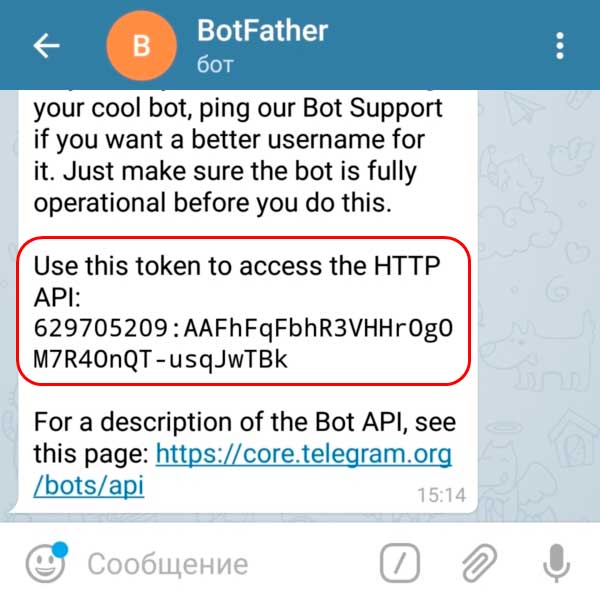 B
BotFather
бот
your cool bot, ping our Bot Support
if you want a better username for
it. Just make sure the bot is fully
operational before you do this.
Use this token to access the HTTP
API:
629705209:AAFhFqFbhR3VHHrOgO
M7R4OnQT-usqJwTBk
For a description of the Bot API, see
this page: https://core.telegram.org
/bots/api
15:14
Сообщение